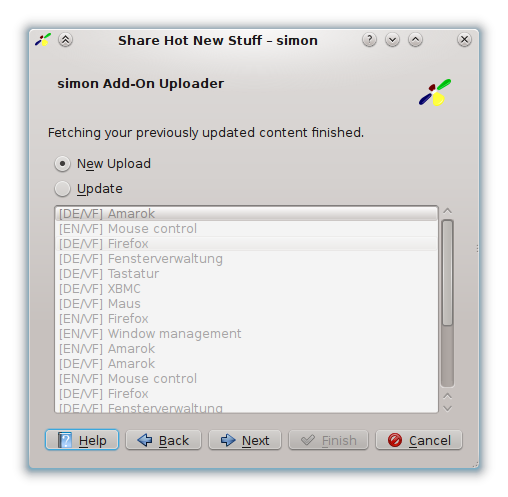 Share Hot New Stuff – simon
simon Add-On Uploader
Fetching your previously updated content finished.
New Upload
Update
[DE/VF] Amarok
[EN/VF] Mouse control
[DE/VF] Firefox
[DE/VF] Fensterverwaltung
[DE/VF] Tastatur
[DE/VF] XBMC
[DE/VF] Maus
[EN/VF] Firefox
[EN/VF] Window management
[EN/VF] Amarok
[DE/VF] Amarok
[EN/VF] Mouse control
[DE/VF] Firefox
[DE/VF] Fensterverwaltung
Help Back Next Finish Cancel